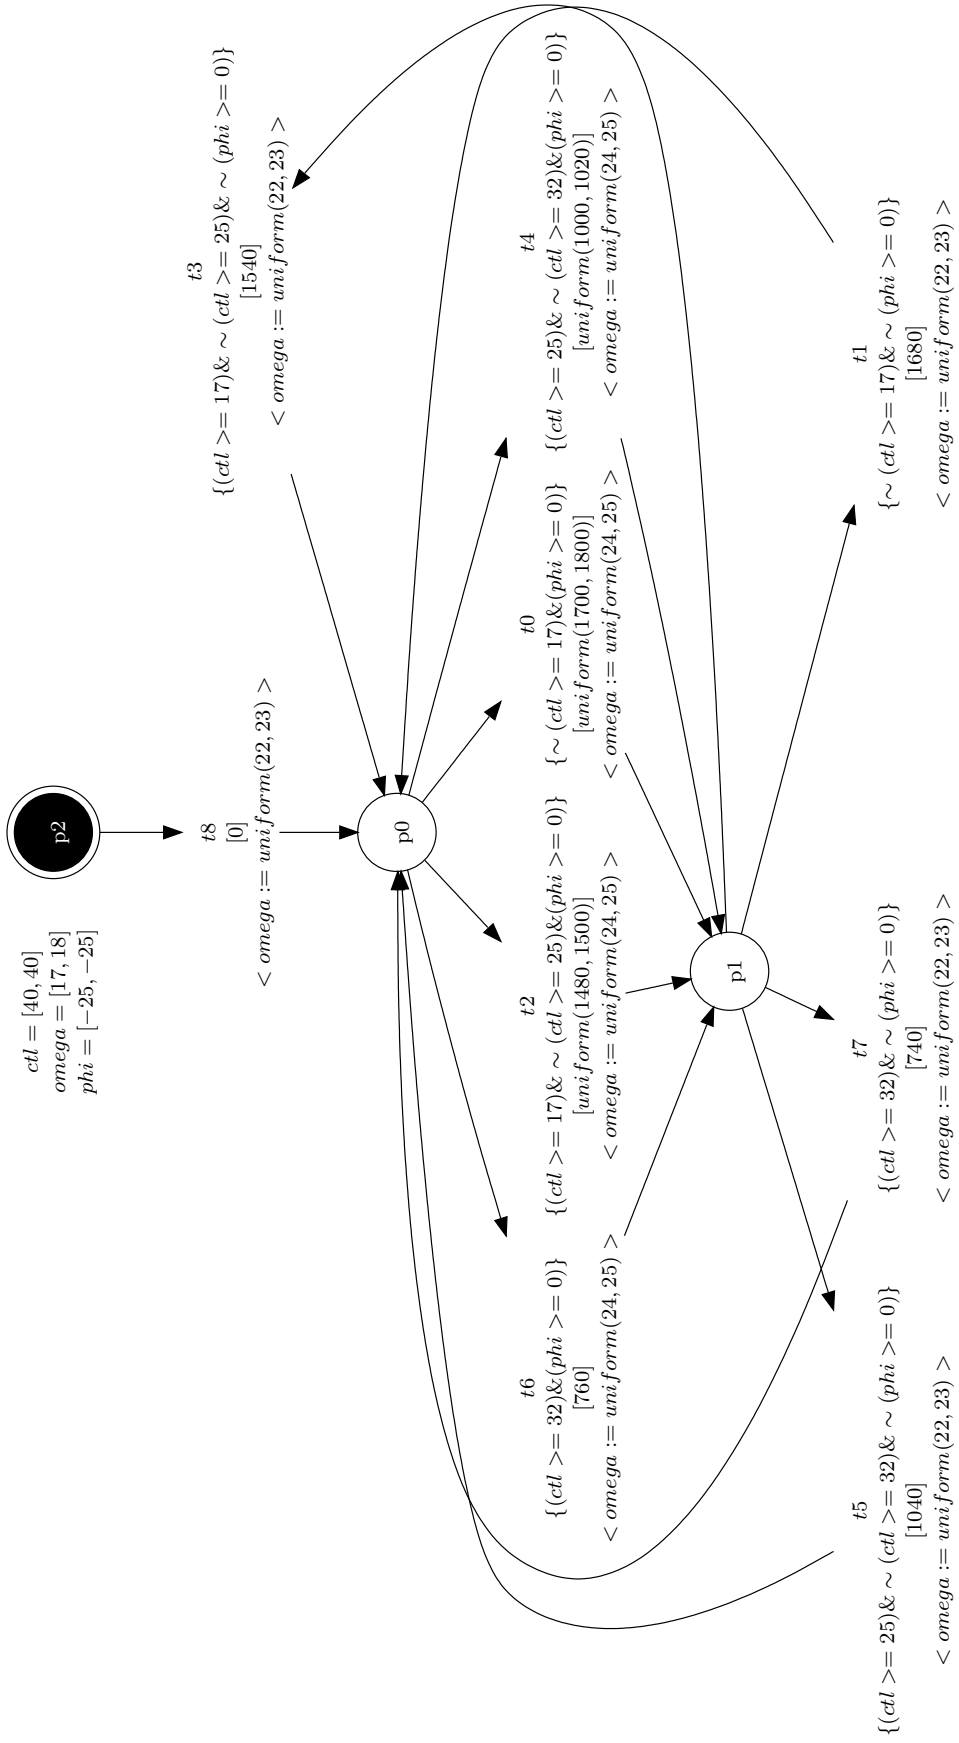 ctl = [40, 40]
omega = [17, 18]
phi = [−25, −25]
p2
t8
[0]
< omega := uniform(22, 23) >
t3
{(ctl >= 17)& ∼ (ctl >= 25)& ∼ (phi >= 0)}
[1540]
< omega := uniform(22, 23) >
p0
t6
{(ctl >= 32)&(phi >= 0)}
[760]
< omega := uniform(24, 25) >
t2
{(ctl >= 17)& ∼ (ctl >= 25)&(phi >= 0)}
[uniform(1480, 1500)]
< omega := uniform(24, 25) >
t0
{∼ (ctl >= 17)&(phi >= 0)}
[uniform(1700, 1800)]
< omega := uniform(24, 25) >
t4
{(ctl >= 25)& ∼ (ctl >= 32)&(phi >= 0)}
[uniform(1000, 1020)]
< omega := uniform(24, 25) >
p1
t5
{(ctl >= 25)& ∼ (ctl >= 32)& ∼ (phi >= 0)}
[1040]
< omega := uniform(22, 23) >
t7
{(ctl >= 32)& ∼ (phi >= 0)}
[740]
< omega := uniform(22, 23) >
t1
{∼ (ctl >= 17)& ∼ (phi >= 0)}
[1680]
< omega := uniform(22, 23) >